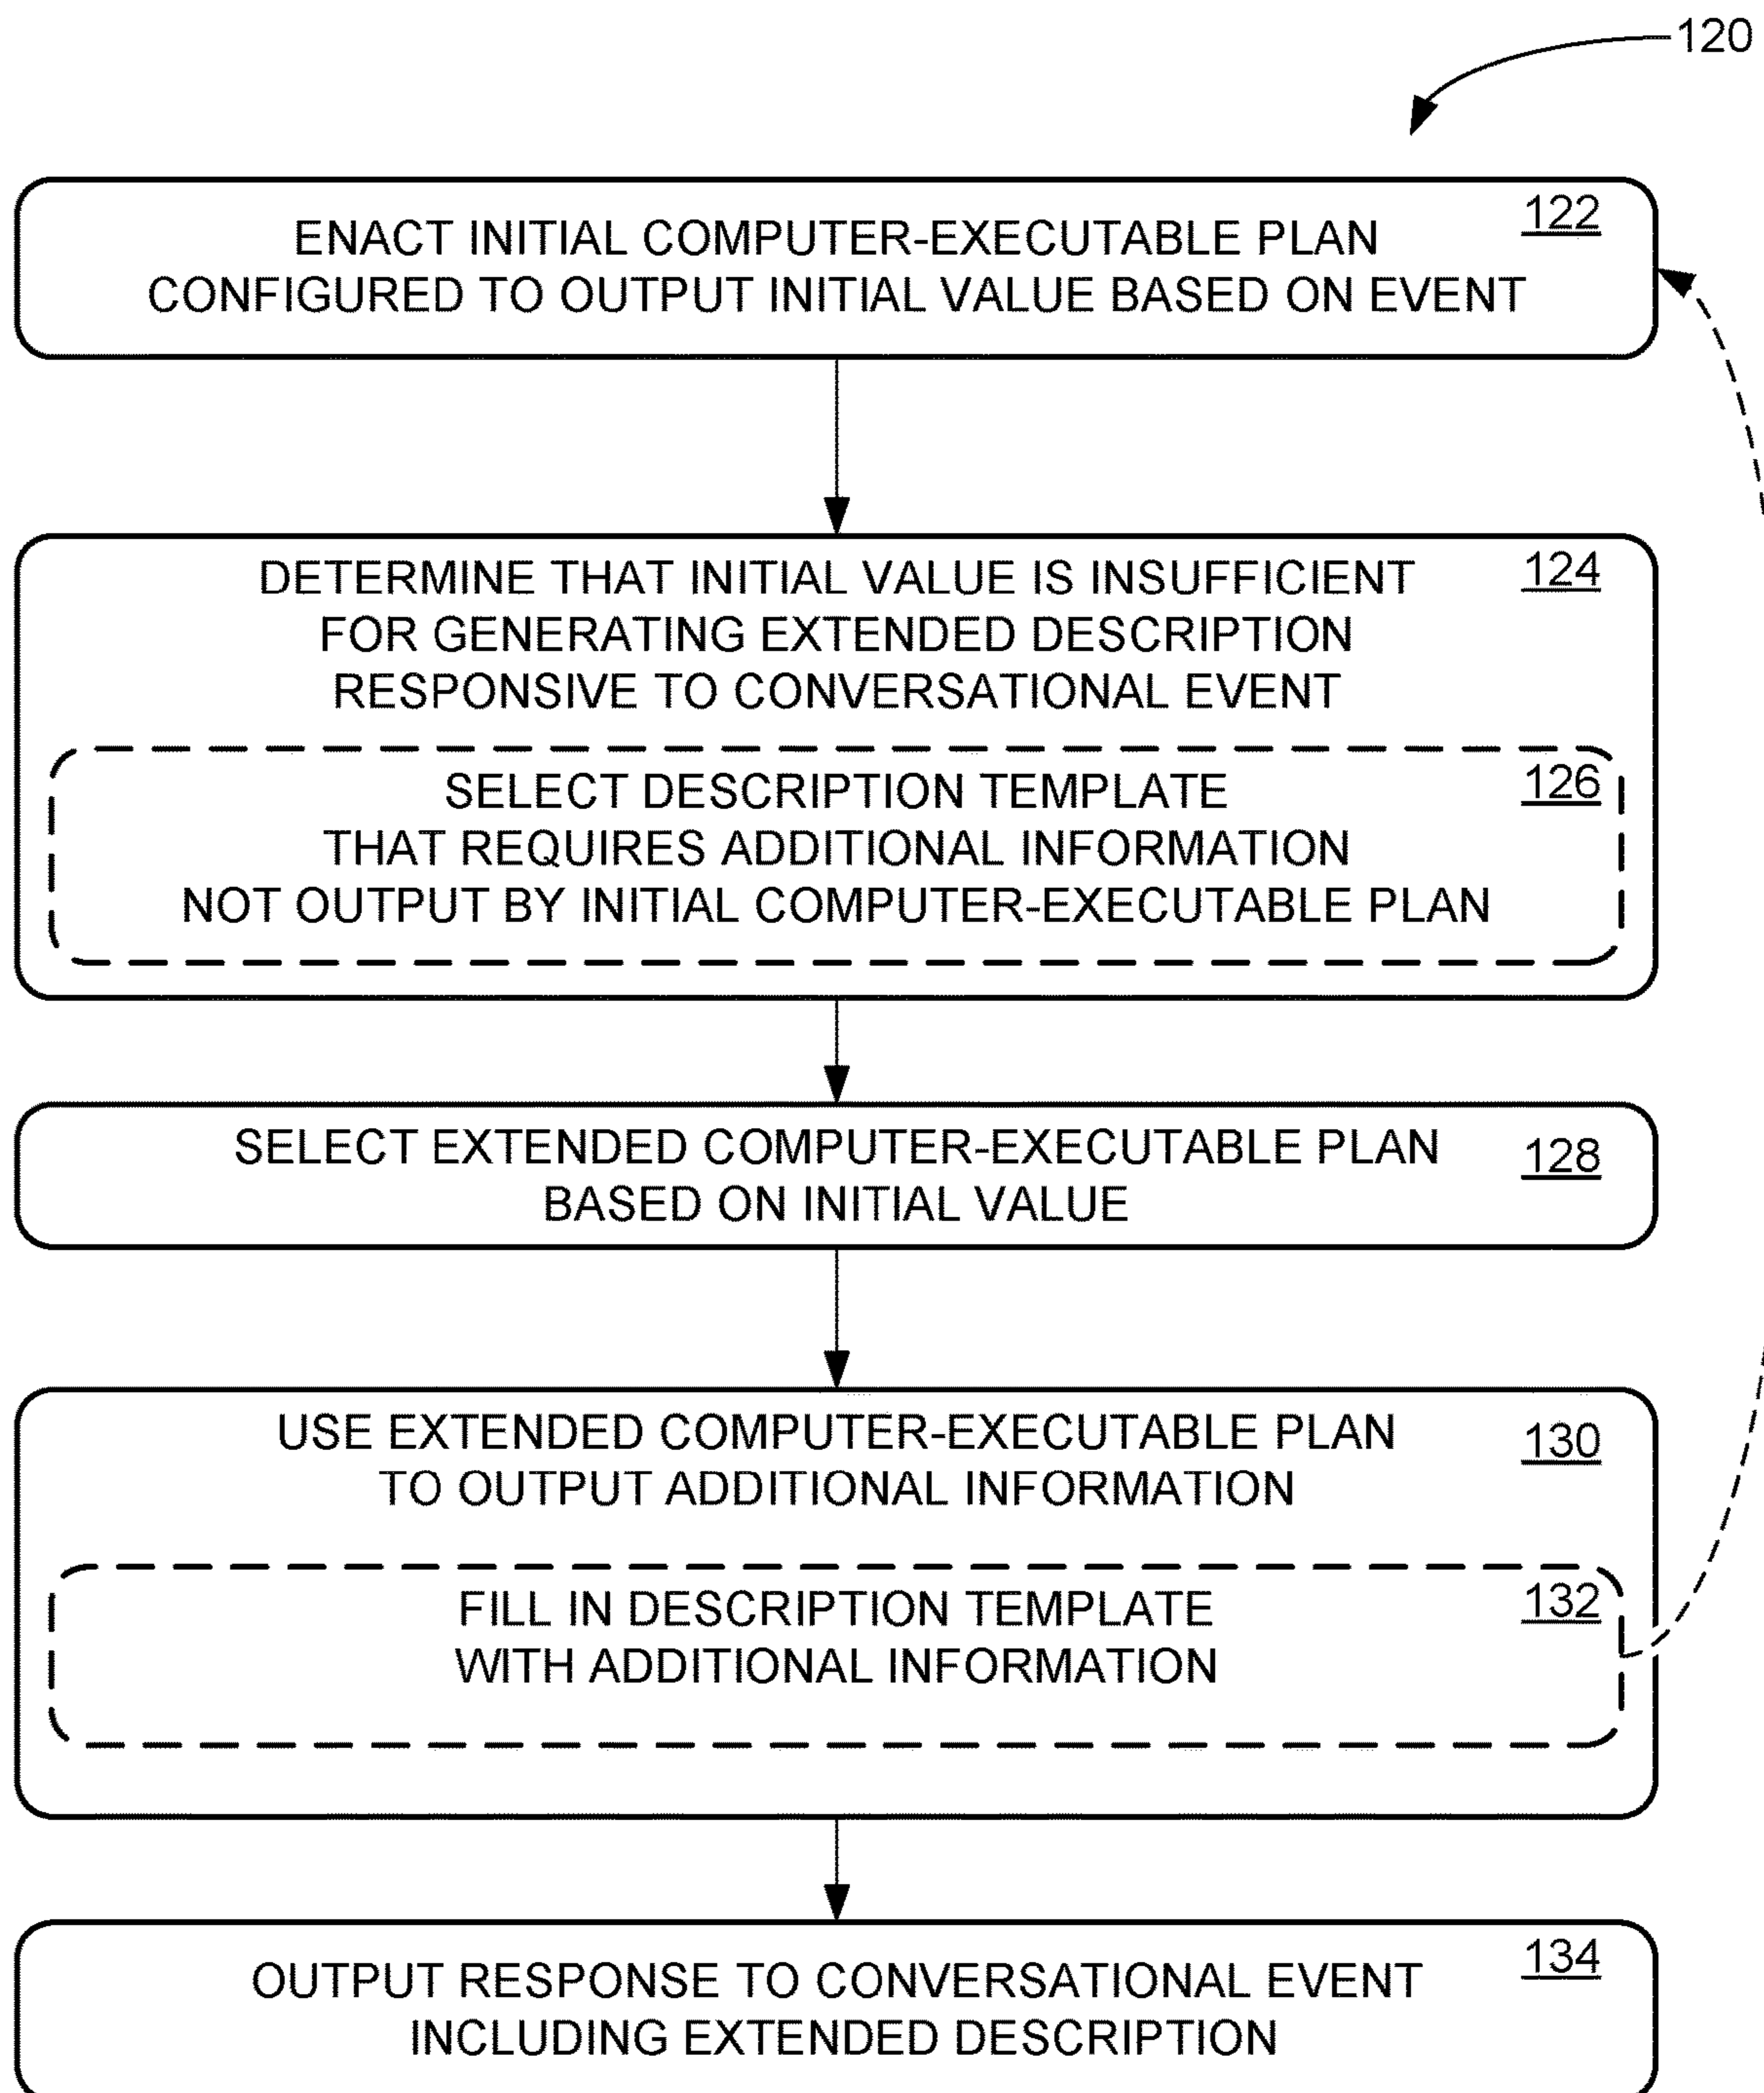 120
122
ENACT INITIAL COMPUTER-EXECUTABLE PLAN
CONFIGURED TO OUTPUT INITIAL VALUE BASED ON EVENT
124
DETERMINE THAT INITIAL VALUE IS INSUFFICIENT
FOR GENERATING EXTENDED DESCRIPTION
RESPONSIVE TO CONVERSATIONAL EVENT
126
SELECT DESCRIPTION TEMPLATE
THAT REQUIRES ADDITIONAL INFORMATION
NOT OUTPUT BY INITIAL COMPUTER-EXECUTABLE PLAN
128
SELECT EXTENDED COMPUTER-EXECUTABLE PLAN
BASED ON INITIAL VALUE
130
USE EXTENDED COMPUTER-EXECUTABLE PLAN
TO OUTPUT ADDITIONAL INFORMATION
132
FILL IN DESCRIPTION TEMPLATE
WITH ADDITIONAL INFORMATION
134
OUTPUT RESPONSE TO CONVERSATIONAL EVENT
INCLUDING EXTENDED DESCRIPTION